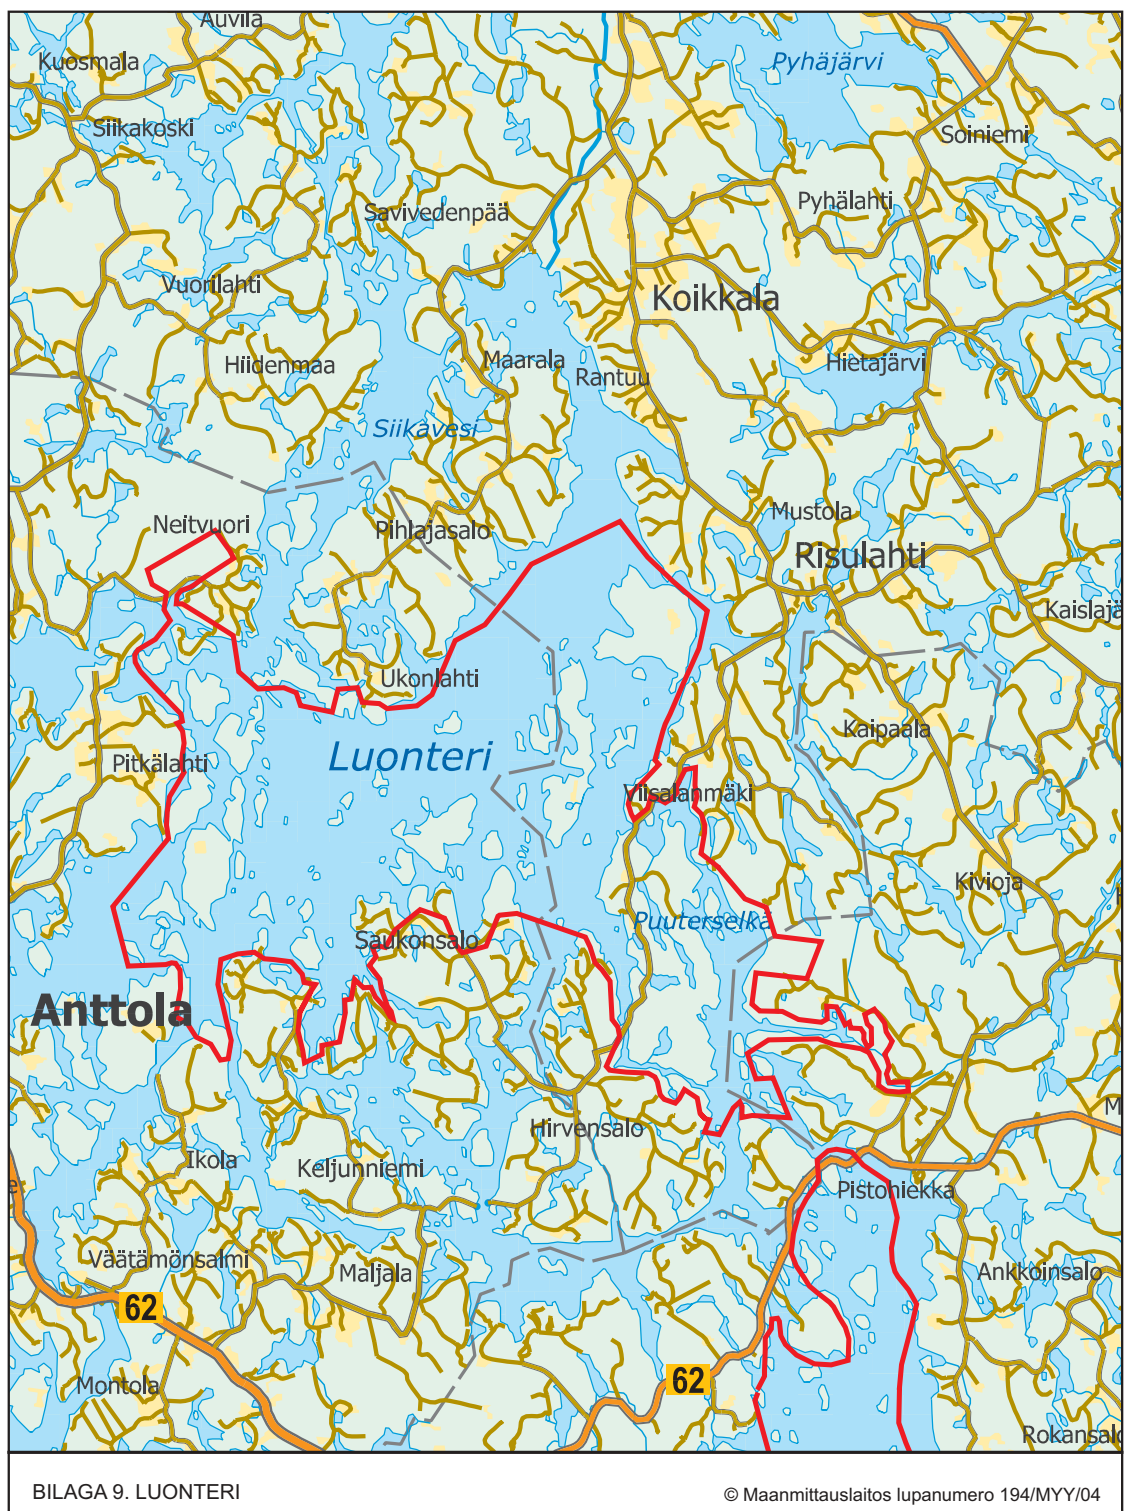 Auvila
Kuosmala
Pyhäjärvi
Siikakoski
Soiniemi
Pyhälahti
Savivedenpää
Vuorilahti
Koikkala
Maarala
Hiidenmaa
Hietajärvi
Rantuu
Siikavesi
Mustola
Neitvuori
Pihlajasalo
Risulahti
Kaislajä
Ukonlahti
Kaipaala
Luonteri
Pitkälahti
Viisalanmäki
Kivioja
Puuterselkä
Saukonsalo
Anttola
M
Hirvensalo
Ikola
Keljunniemi
e
Pistohiekka
Väätämönsalmi
Maljala
Ankkoinsalo
62
62
Montola
Rokansalo
BILAGA 9. LUONTERI
© Maanmittauslaitos lupanumero 194/MYY/04